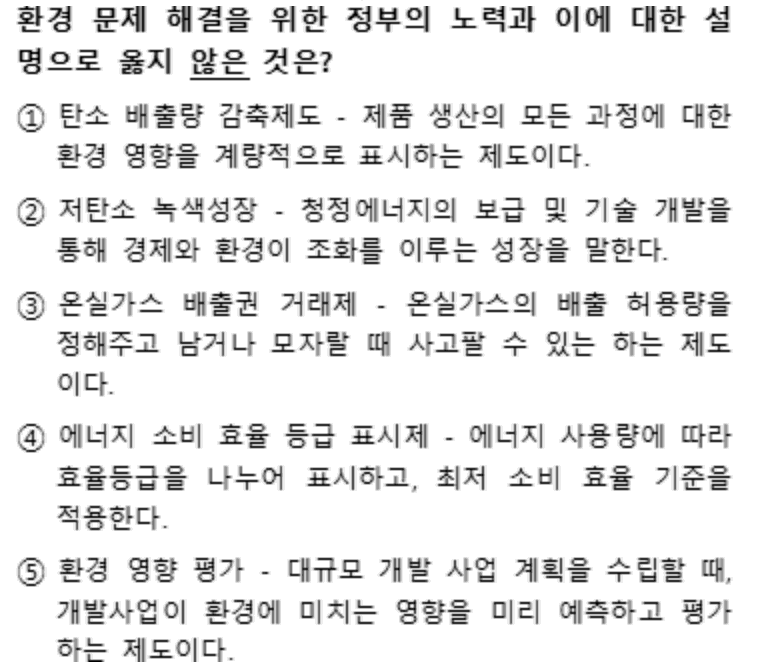 환경 문제 해결을 위한 정부의 노력과 이에 대한 설
명으로 옳지 않은 것은?
① 탄소 배출량 감축제도 - 제품 생산의 모든 과정에 대한
환경 영향을 계량적으로 표시하는 제도이다.
② 저탄소 녹색성장 - 청정에너지의 보급 및 기술 개발을
통해 경제와 환경이 조화를 이루는 성장을 말한다.
③ 온실가스 배출권 거래제 - 온실가스의 배출 허용량을
정해주고 남거나 모자랄 때 사고팔 수 있는 하는 제도
이다.
④ 에너지 소비 효율 등급 표시제 - 에너지 사용량에 따라
효율등급을 나누어 표시하고, 최저 소비 효율 기준을
적용한다.
⑤ 환경 영향 평가 - 대규모 개발 사업 계획을 수립할 때,
개발사업이 환경에 미치는 영향을 미리 예측하고 평가
하는 제도이다.